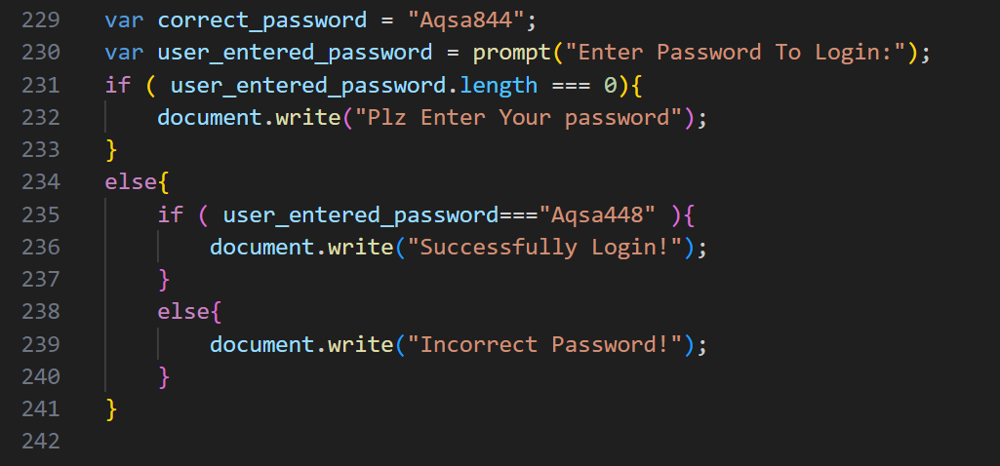 229 var correct_password = "Aqsa844";
230 var user_entered_password = prompt("Enter Password To Login:");
231 if ( user_entered_password.length === 0){
232     document.write("Plz Enter Your password");
233 }
234 else{
235     if ( user_entered_password==="Aqsa448" ){
236         document.write("Successfully Login!");
237     }
238     else{
239         document.write("Incorrect Password!");
240     }
241 }
242